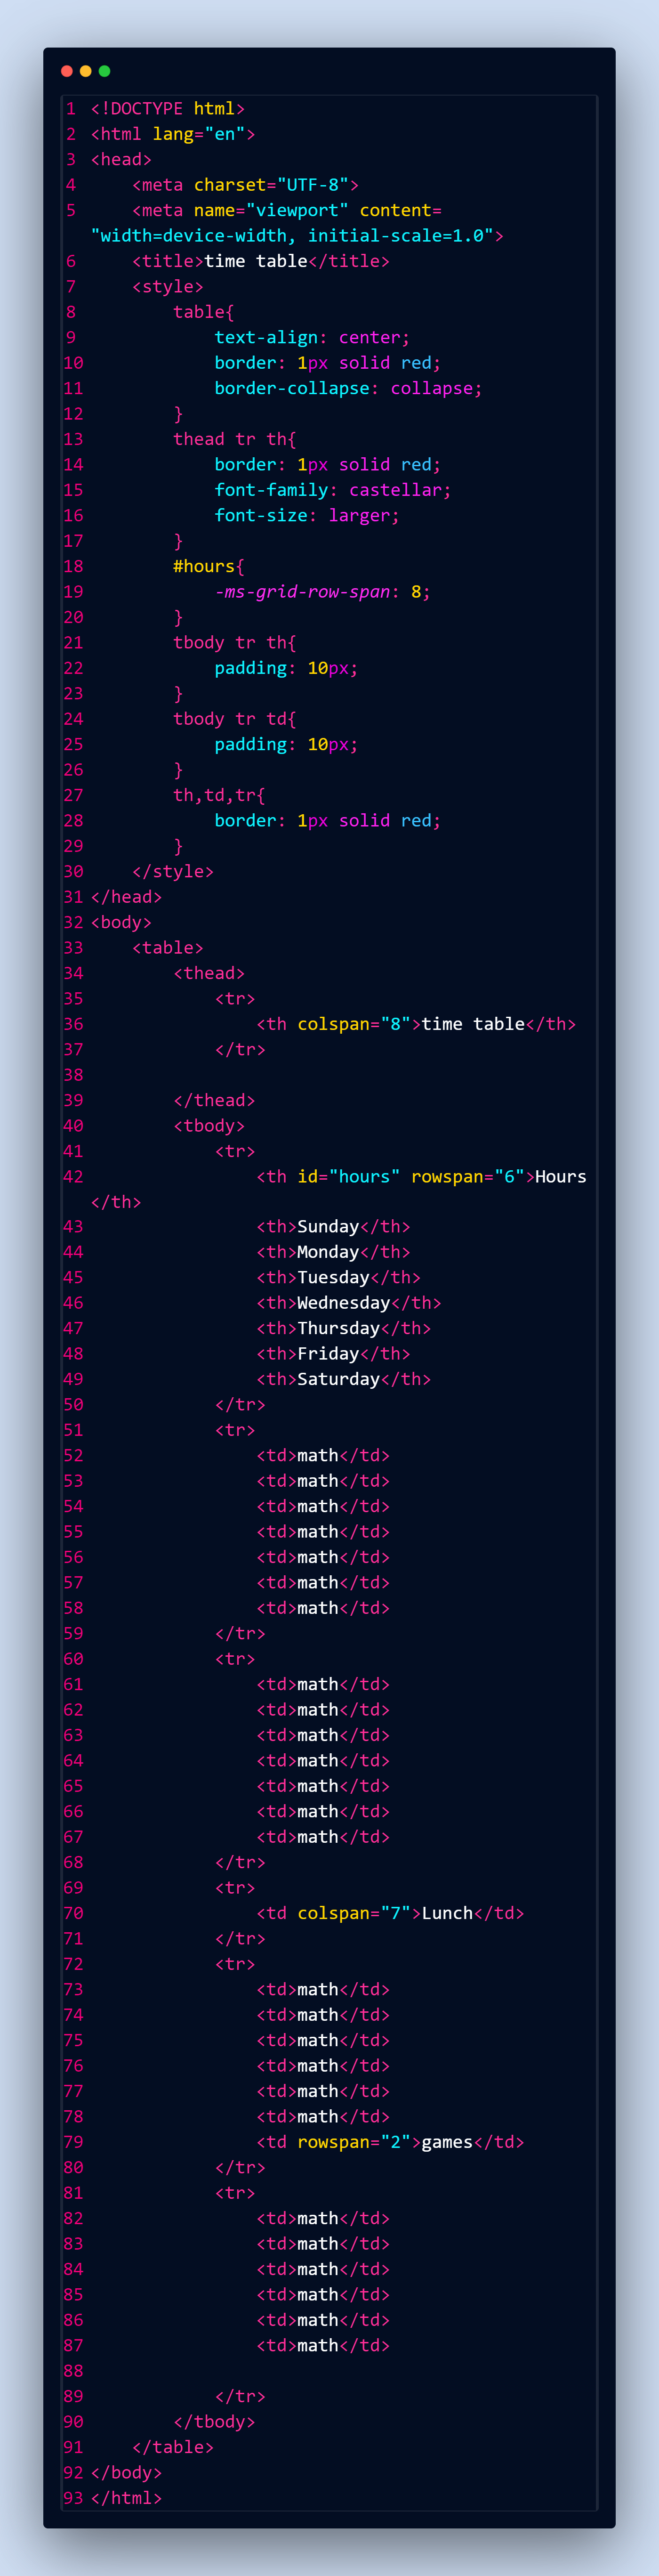 1 <!DOCTYPE html>
2 <html lang="en">
3 <head>
4     <meta charset="UTF-8">
5     <meta name="viewport" content=
"width=device-width, initial-scale=1.0">
6     <title>time table</title>
7     <style>
8         table{
9             text-align: center;
10             border: 1px solid red;
11             border-collapse: collapse;
12         }
13         thead tr th{
14             border: 1px solid red;
15             font-family: castellar;
16             font-size: larger;
17         }
18         #hours{
19             -ms-grid-row-span: 8;
20         }
21         tbody tr th{
22             padding: 10px;
23         }
24         tbody tr td{
25             padding: 10px;
26         }
27         th,td,tr{
28             border: 1px solid red;
29         }
30     </style>
31 </head>
32 <body>
33     <table>
34         <thead>
35             <tr>
36                 <th colspan="8">time table</th>
37             </tr>
38
39         </thead>
40         <tbody>
41             <tr>
42                 <th id="hours" rowspan="6">Hours
</th>
43                 <th>Sunday</th>
44                 <th>Monday</th>
45                 <th>Tuesday</th>
46                 <th>Wednesday</th>
47                 <th>Thursday</th>
48                 <th>Friday</th>
49                 <th>Saturday</th>
50             </tr>
51             <tr>
52                 <td>math</td>
53                 <td>math</td>
54                 <td>math</td>
55                 <td>math</td>
56                 <td>math</td>
57                 <td>math</td>
58                 <td>math</td>
59             </tr>
60             <tr>
61                 <td>math</td>
62                 <td>math</td>
63                 <td>math</td>
64                 <td>math</td>
65                 <td>math</td>
66                 <td>math</td>
67                 <td>math</td>
68             </tr>
69             <tr>
70                 <td colspan="7">Lunch</td>
71             </tr>
72             <tr>
73                 <td>math</td>
74                 <td>math</td>
75                 <td>math</td>
76                 <td>math</td>
77                 <td>math</td>
78                 <td>math</td>
79                 <td rowspan="2">games</td>
80             </tr>
81             <tr>
82                 <td>math</td>
83                 <td>math</td>
84                 <td>math</td>
85                 <td>math</td>
86                 <td>math</td>
87                 <td>math</td>
88
89             </tr>
90         </tbody>
91     </table>
92 </body>
93 </html>